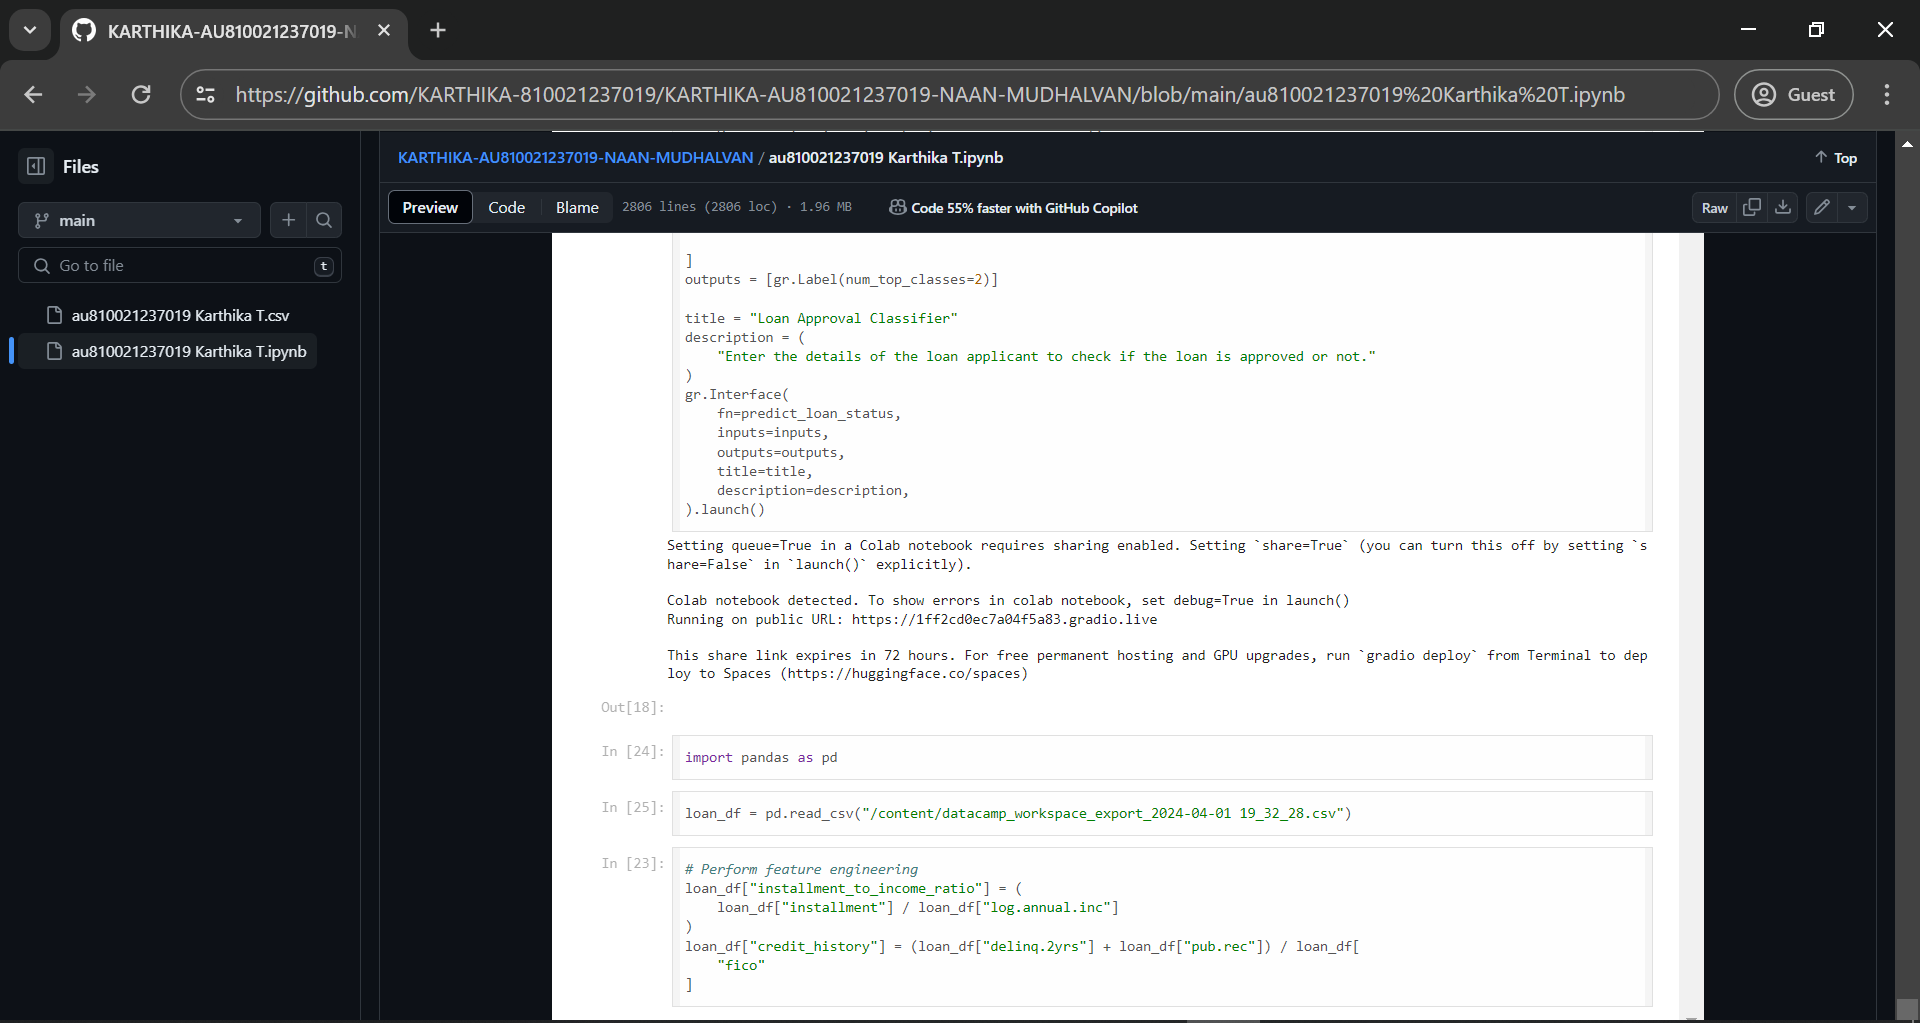 KARTHIKA-AU810021237019-N
https://github.com/KARTHIKA-810021237019/KARTHIKA-AU810021237019-NAAN-MUDHALVAN/blob/main/au810021237019%20Karthika%20T.ipynb
Guest
Files
main
Go to file
t
au810021237019 Karthika T.csv
au810021237019 Karthika T.ipynb
KARTHIKA-AU810021237019-NAAN-MUDHALVAN / au810021237019 Karthika T.ipynb
Top
Preview Code Blame 2806 lines (2806 loc) · 1.96 MB Code 55% faster with GitHub Copilot
Raw
]
outputs = [gr.Label(num_top_classes=2)]
title = "Loan Approval Classifier"
description = (
"Enter the details of the loan applicant to check if the loan is approved or not."
)
gr.Interface(
fn=predict_loan_status,
inputs=inputs,
outputs=outputs,
title=title,
description=description,
).launch()
Setting queue=True in a Colab notebook requires sharing enabled. Setting `share=True` (you can turn this off by setting `s
hare=False` in `launch()` explicitly).
Colab notebook detected. To show errors in colab notebook, set debug=True in launch()
Running on public URL: https://1ff2cd0ec7a04f5a83.gradio.live
This share link expires in 72 hours. For free permanent hosting and GPU upgrades, run `gradio deploy` from Terminal to dep
loy to Spaces (https://huggingface.co/spaces)
Out[18]:
In [24]:
import pandas as pd
In [25]:
loan_df = pd.read_csv("/content/datacamp_workspace_export_2024-04-01 19_32_28.csv")
In [23]:
# Perform feature engineering
loan_df["installment_to_income_ratio"] = (
loan_df["installment"] / loan_df["log.annual.inc"]
)
loan_df["credit_history"] = (loan_df["delinq.2yrs"] + loan_df["pub.rec"]) / loan_df[
"fico"
]